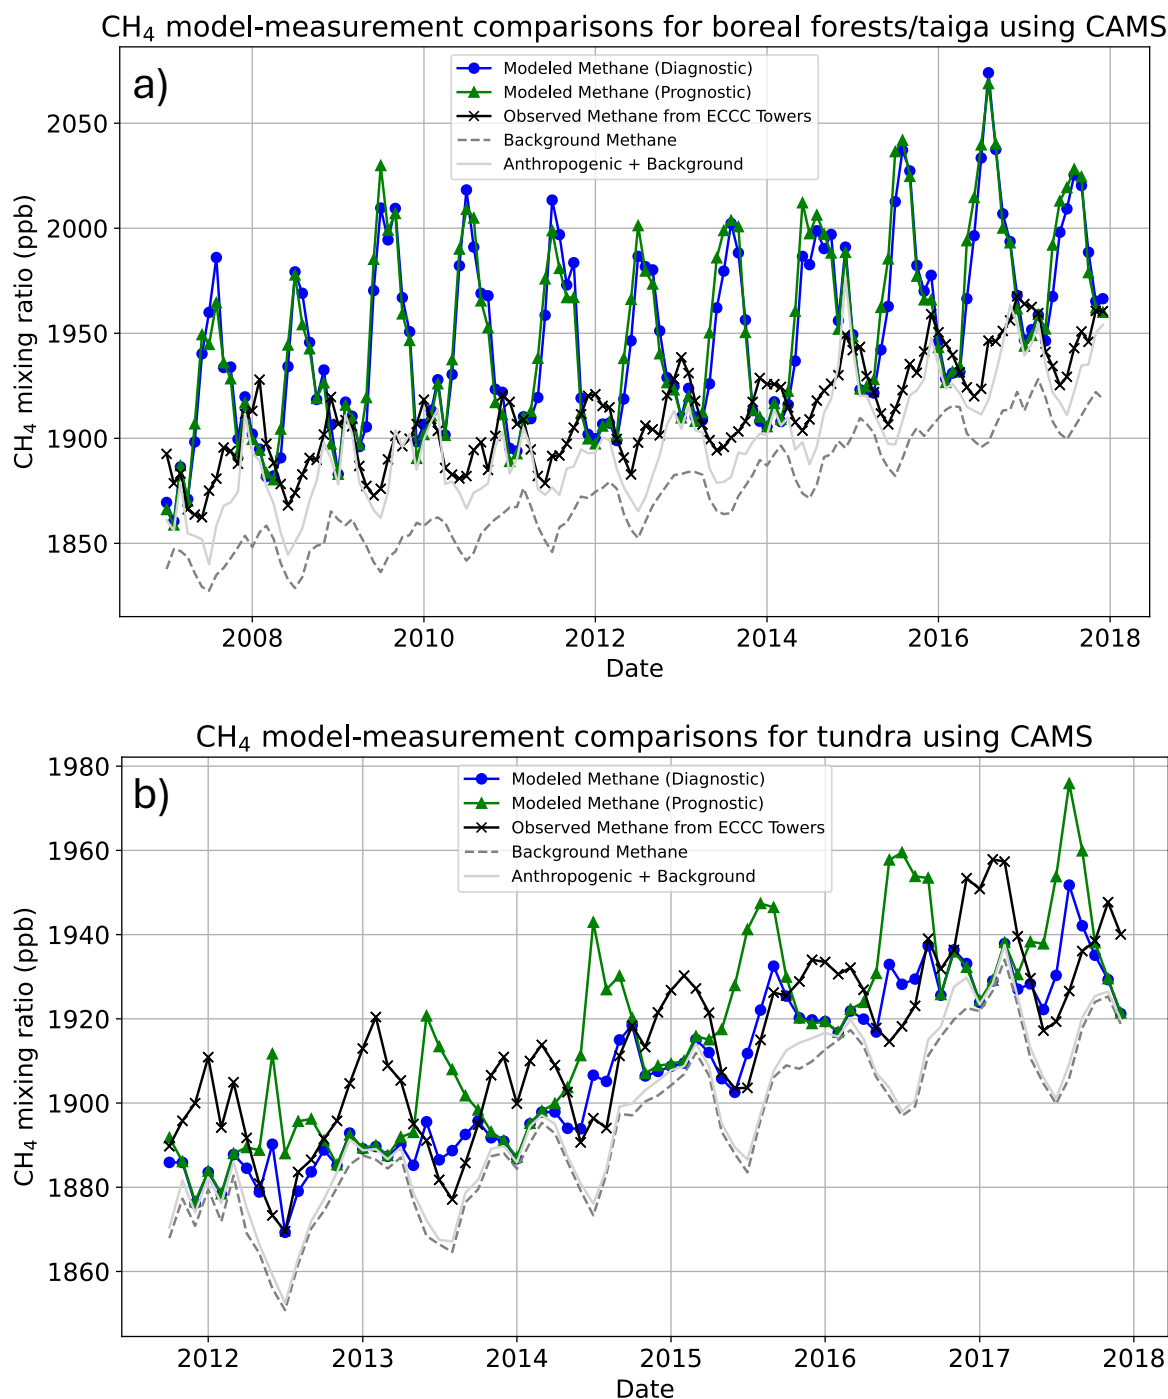 CH₄ model-measurement comparisons for boreal forests/taiga using CAMS
a)
Modeled Methane (Diagnostic)
Modeled Methane (Prognostic)
Observed Methane from ECCC Towers
Background Methane
Anthropogenic + Background
CH₄ mixing ratio (ppb)
2050
2000
1950
1900
1850
2008
2010
2012
2014
2016
2018
Date
CH₄ model-measurement comparisons for tundra using CAMS
b)
Modeled Methane (Diagnostic)
Modeled Methane (Prognostic)
Observed Methane from ECCC Towers
Background Methane
Anthropogenic + Background
CH₄ mixing ratio (ppb)
1980
1960
1940
1920
1900
1880
1860
2012
2013
2014
2015
2016
2017
2018
Date